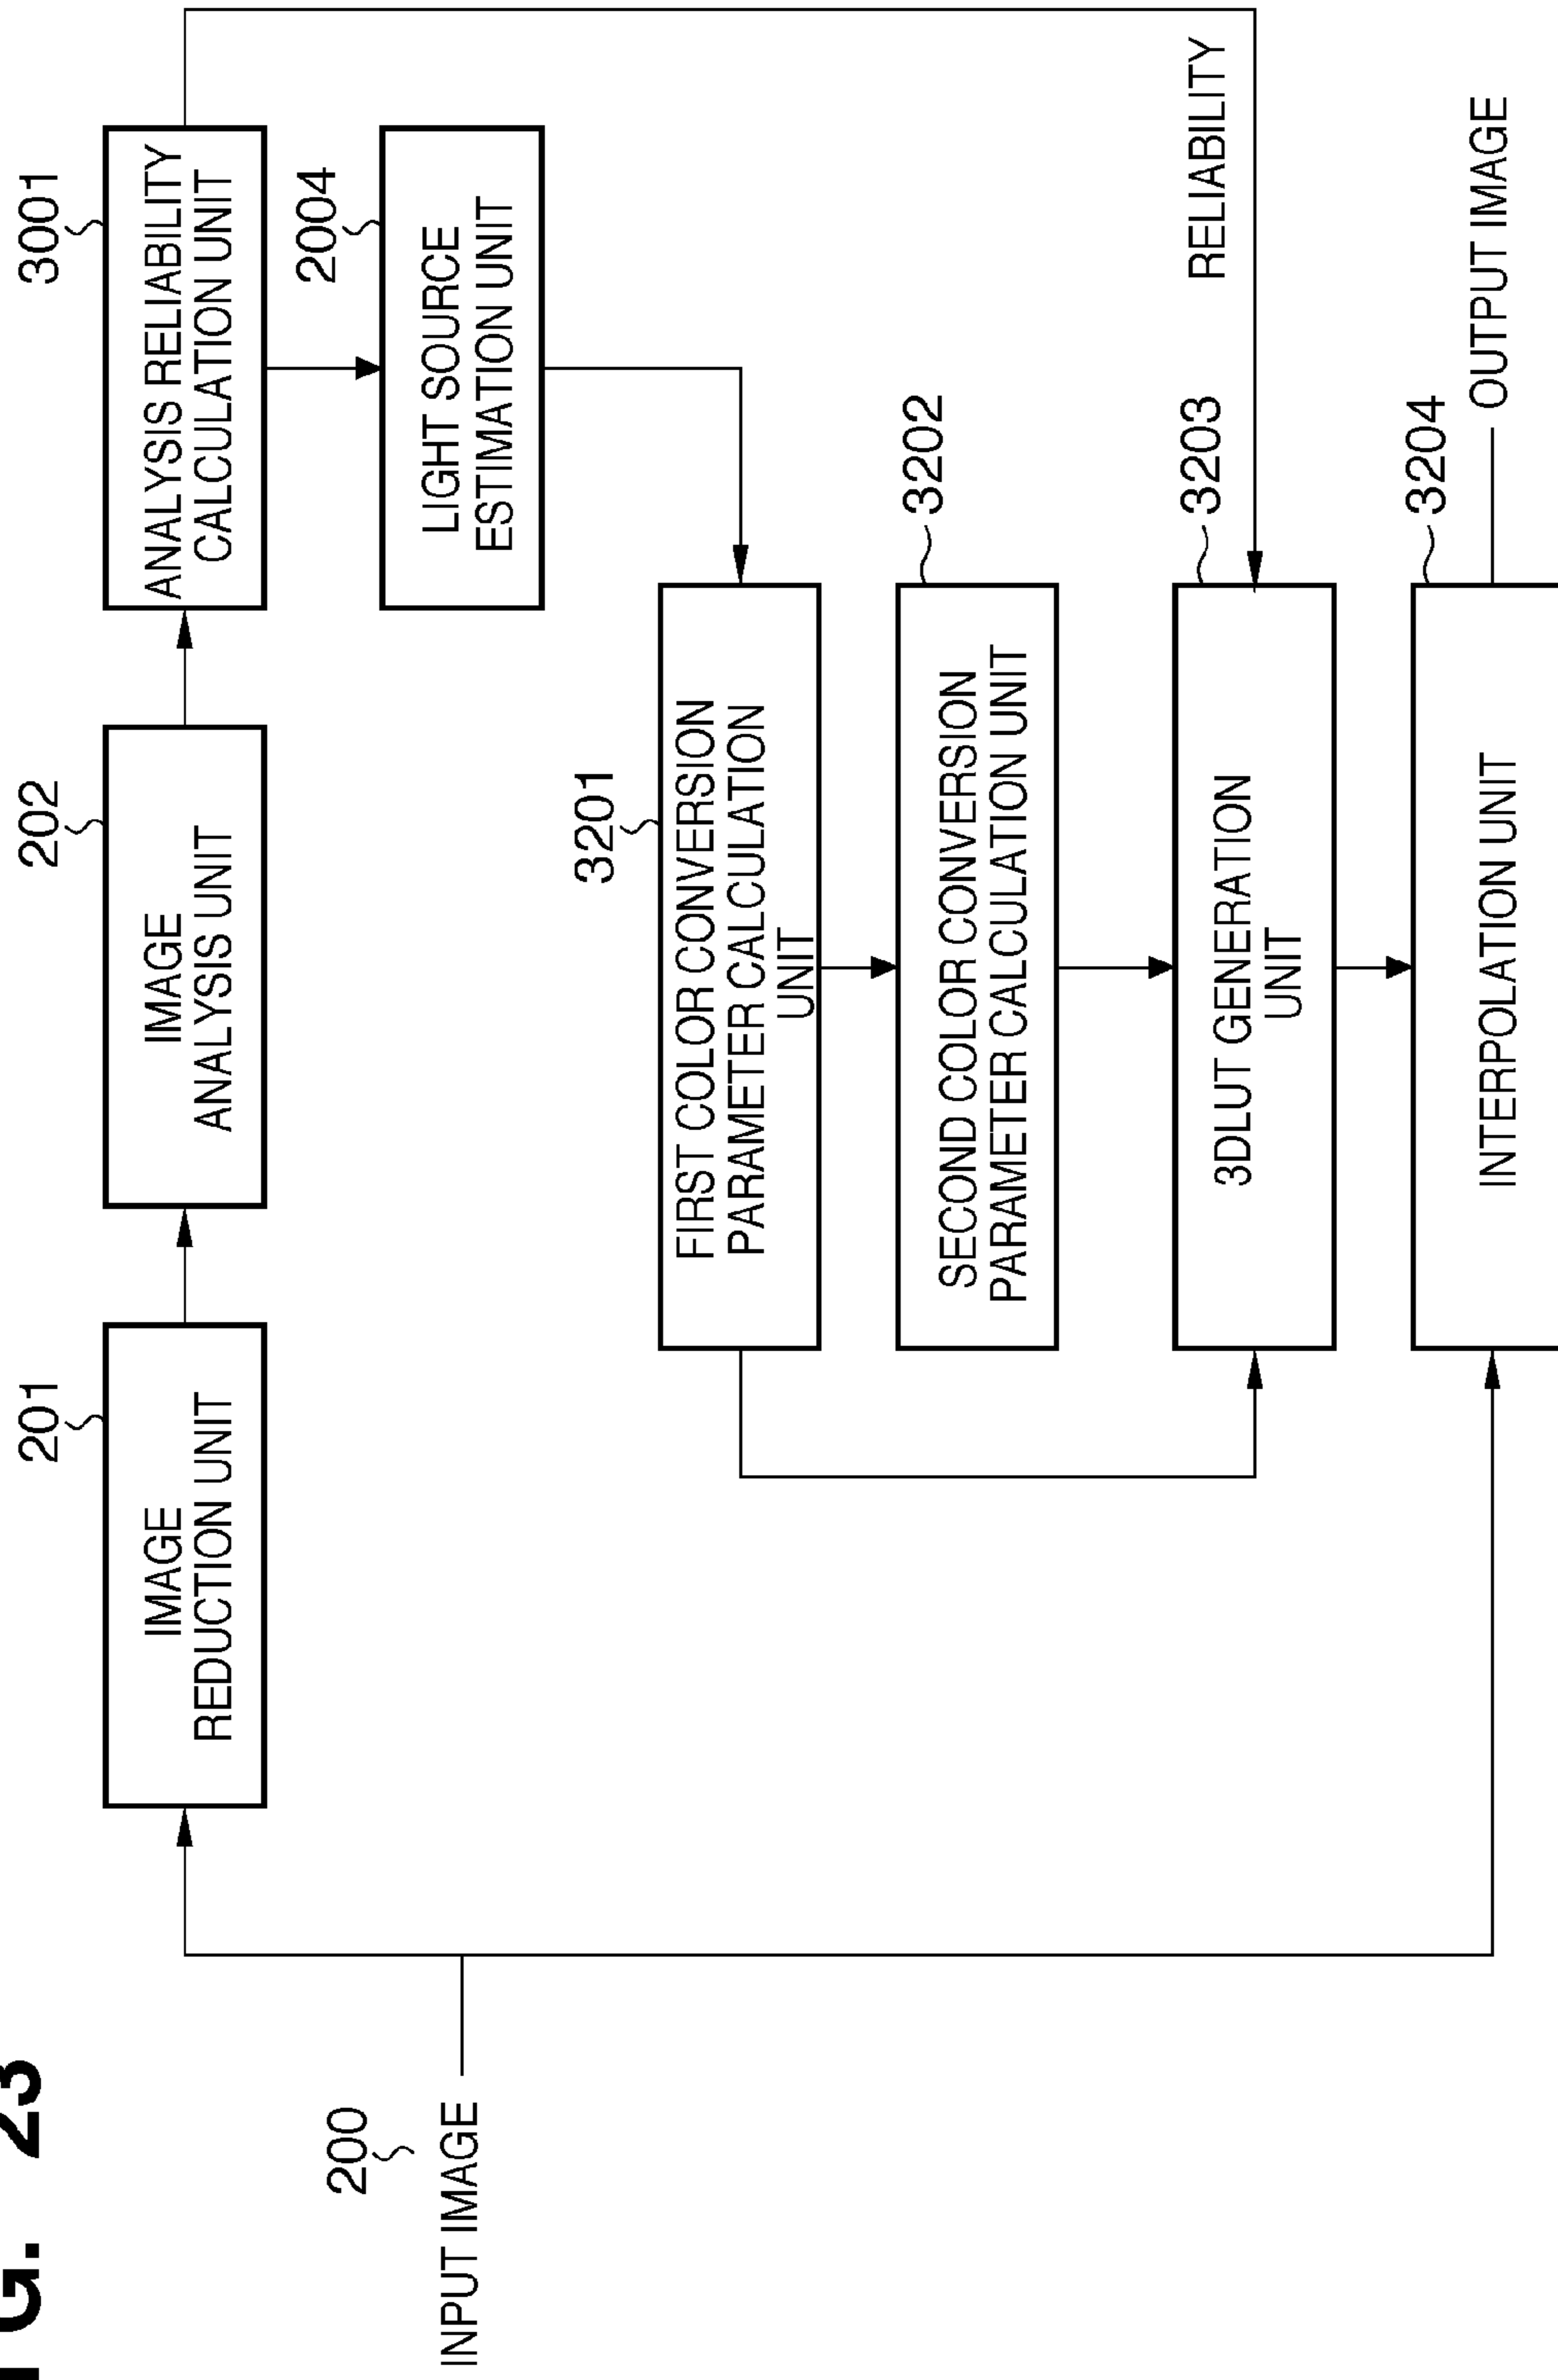 FIG. 23
200
INPUT IMAGE
201
IMAGE
REDUCTION UNIT
202
IMAGE
ANALYSIS UNIT
3001
ANALYSIS RELIABILITY
CALCULATION UNIT
2004
LIGHT SOURCE
ESTIMATION UNIT
3201
FIRST COLOR CONVERSION
PARAMETER CALCULATION
UNIT
3202
SECOND COLOR CONVERSION
PARAMETER CALCULATION UNIT
RELIABILITY
3203
3DLUT GENERATION
UNIT
3204
INTERPOLATION UNIT
OUTPUT IMAGE